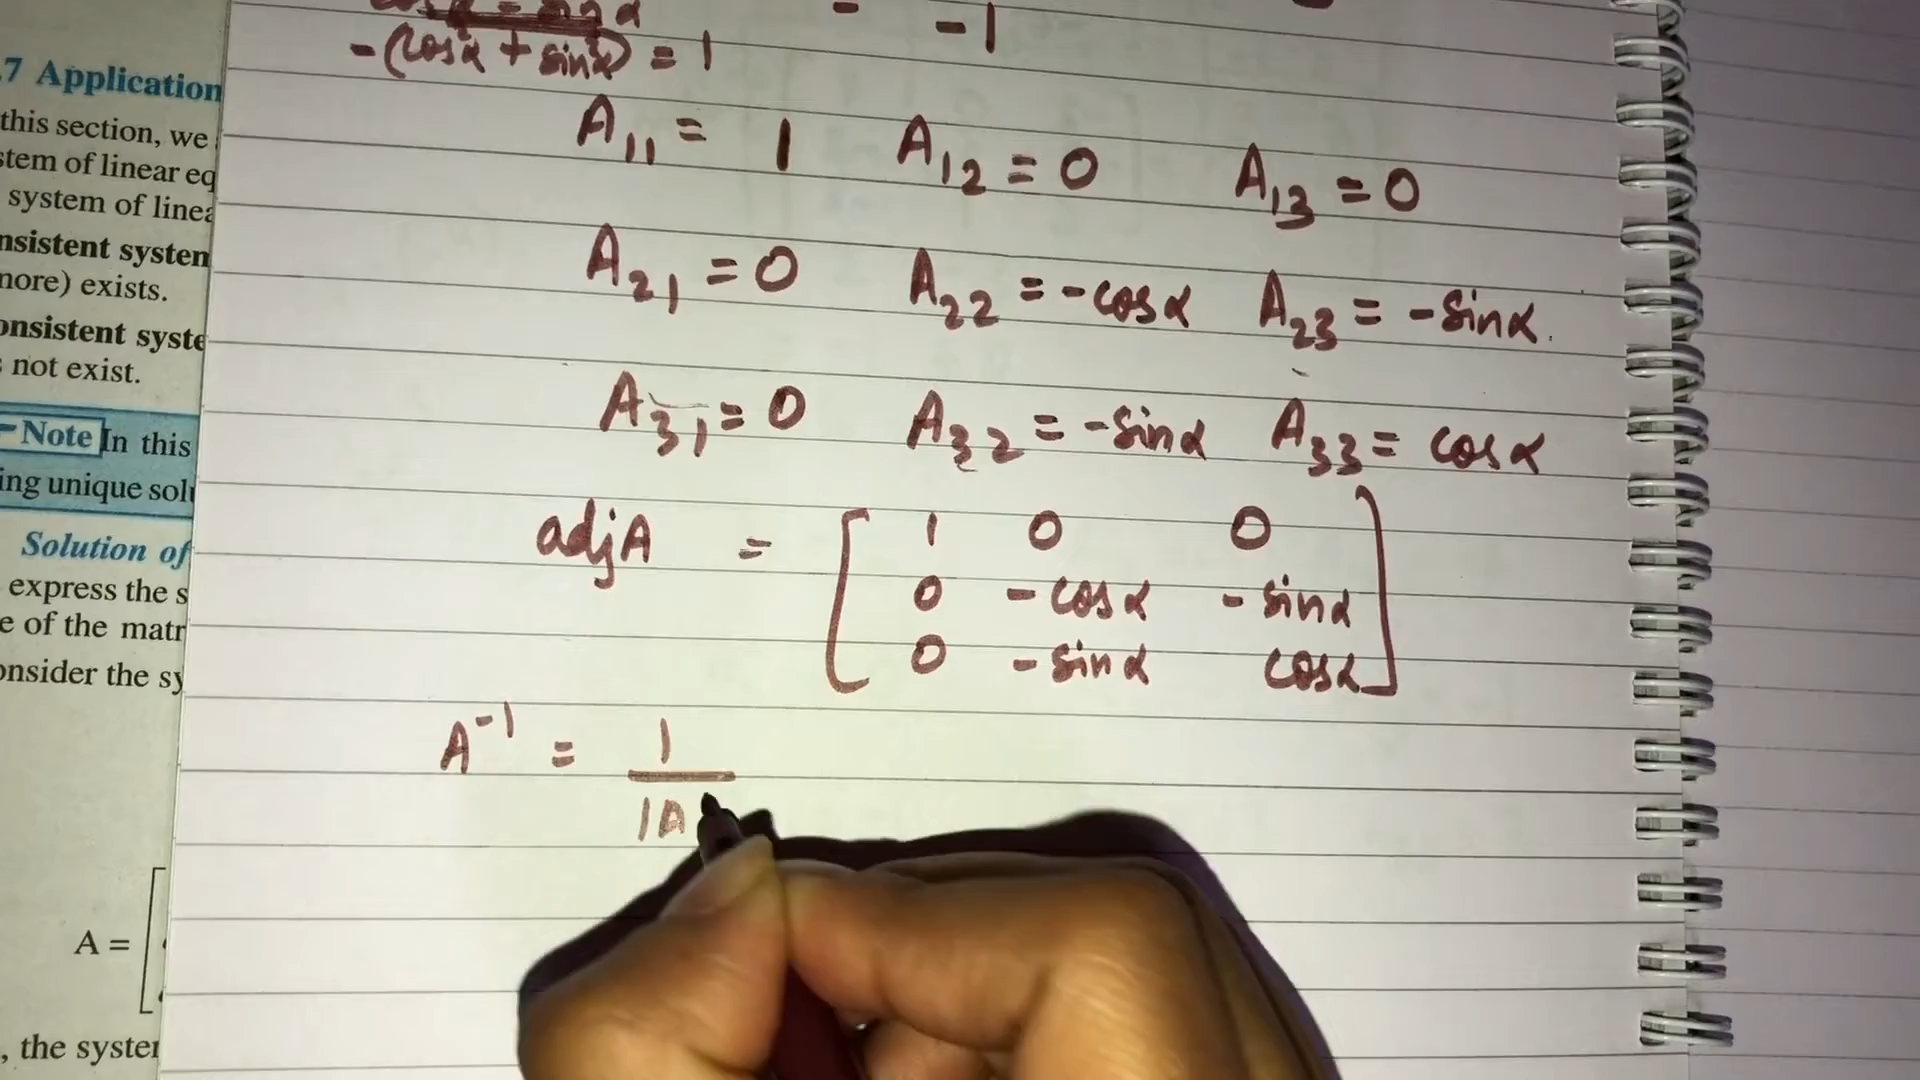 .7 Application
this section, we
stem of linear eq
system of linea
nsistent system
more) exists.
onsistent syste
not exist.
Note In this
ing unique solu
Solution of
express the s
e of the matr
onsider the sy
A =
, the system
- 1
-(cos²α + sin²α) = 1
A₁₁ = 1 A₁₂ = 0 A₁₃ = 0
A₂₁ = 0 A₂₂ = -cosα A₂₃ = -sinα.
A₃₁ = 0 A₃₂ = -sinα A₃₃ = cosα
adjA = [ 1 0 0
0 -cosα -sinα
0 -sinα cosα ]
A⁻¹ = 1
|A